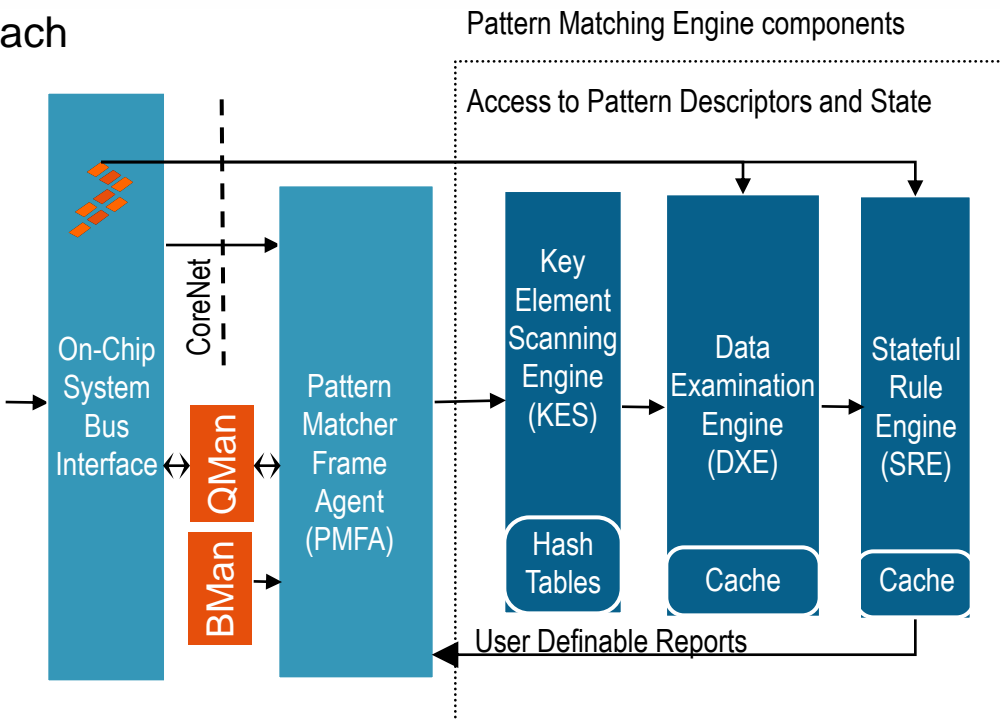 ach
Pattern Matching Engine components
Access to Pattern Descriptors and State
On-Chip
System
Bus
Interface
CoreNet
QMan
BMan
Pattern
Matcher
Frame
Agent
(PMFA)
Key
Element
Scanning
Engine
(KES)
Hash
Tables
Data
Examination
Engine
(DXE)
Cache
Stateful
Rule
Engine
(SRE)
Cache
User Definable Reports